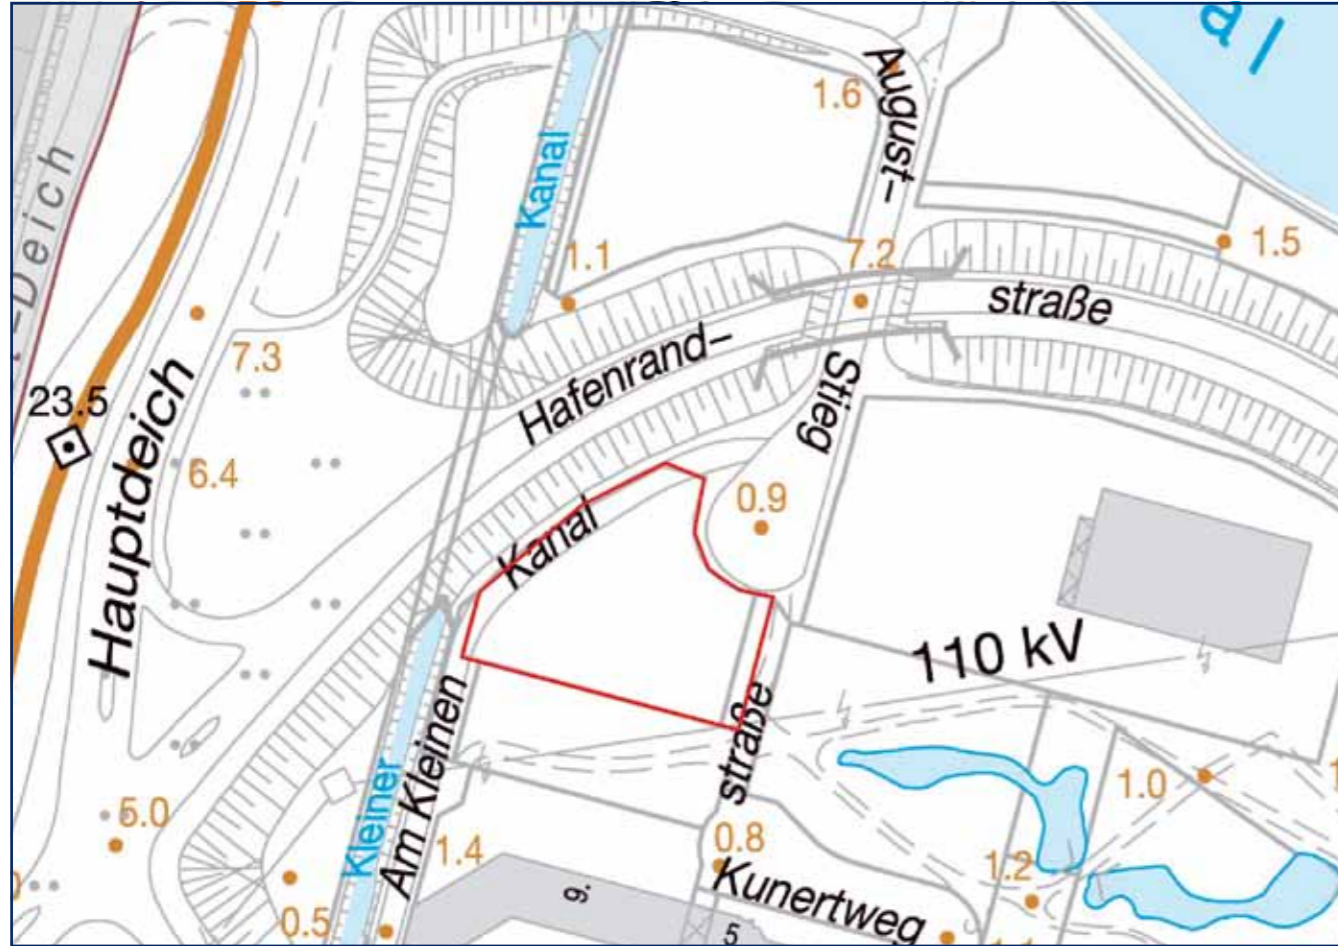 al
August-
1.6
Kanal
-Deich
1.1
7.2
1.5
straße
7.3
Hafenrand-
Stieg
23.5
Hauptdeich
6.4
0.9
Kanal
110 kV
straße
Am Kleinen
Kleiner
1.0
5.0
1.4
0.8
1.2
Kunertweg
9.
0.5
5